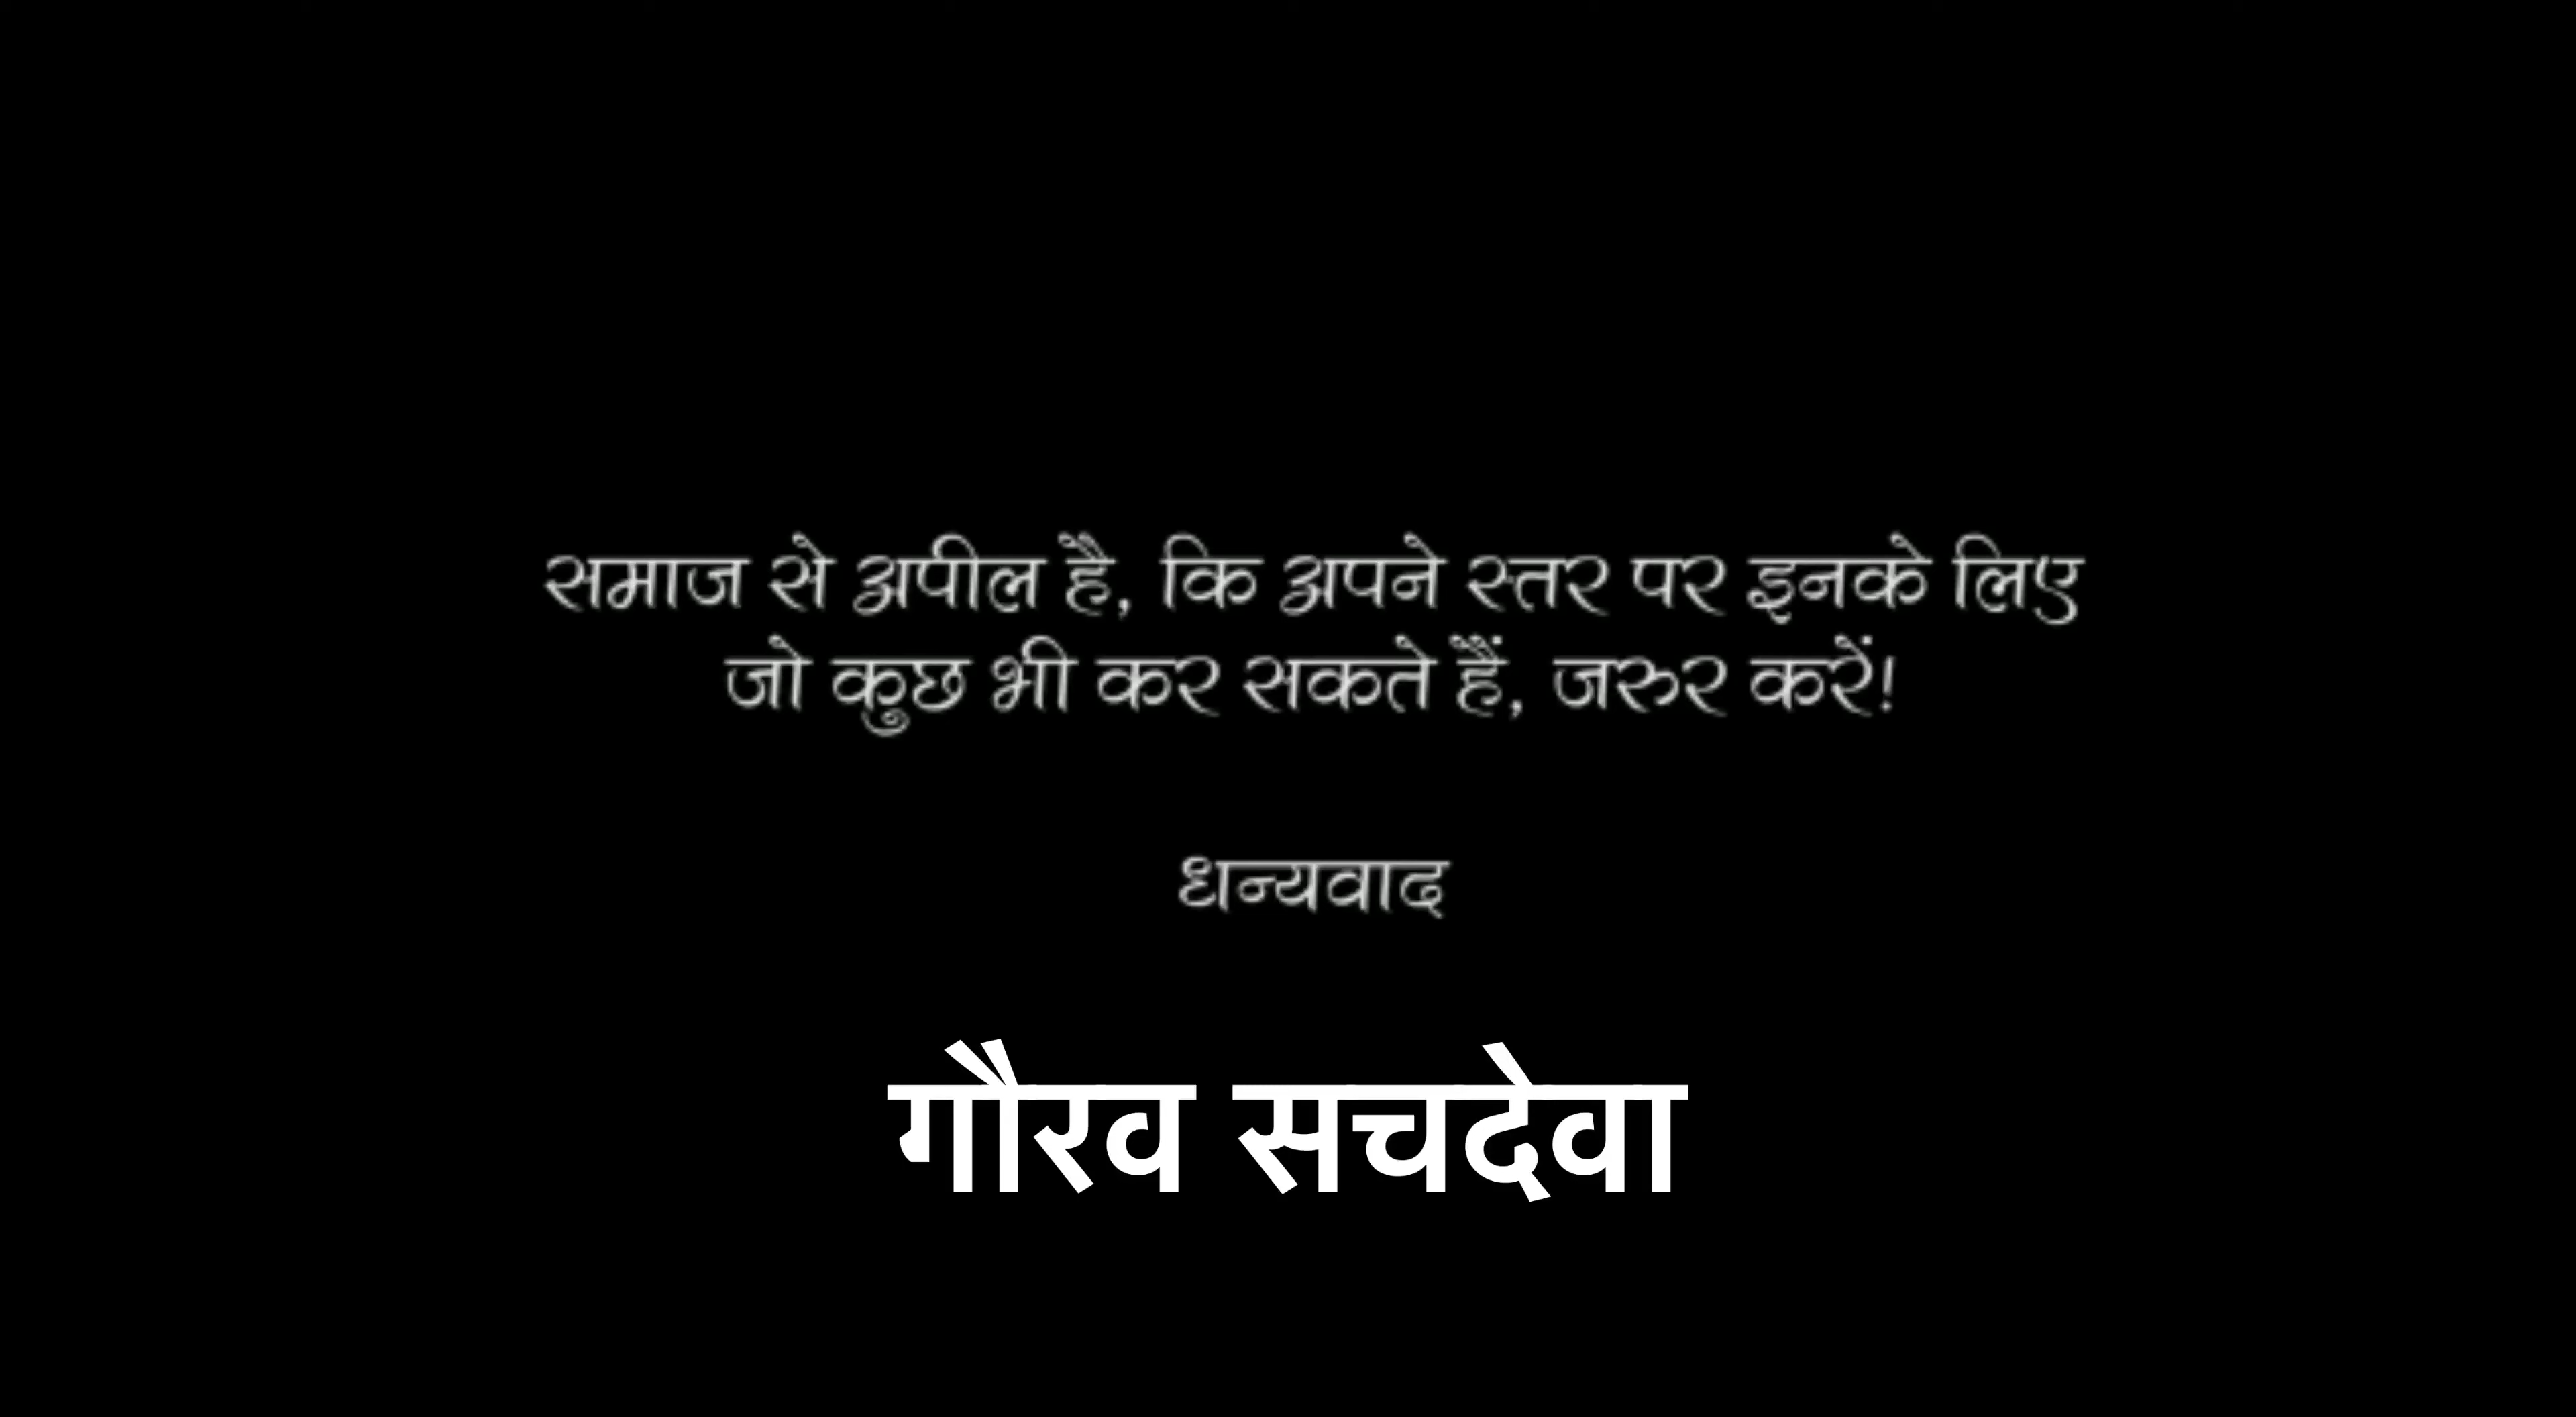 समाज से अपील है, कि अपने स्तर पर इनके लिए
जो कुछ भी कर सकते हैं, जरुर करें!
धन्यवाद
गौरव सचदेवा